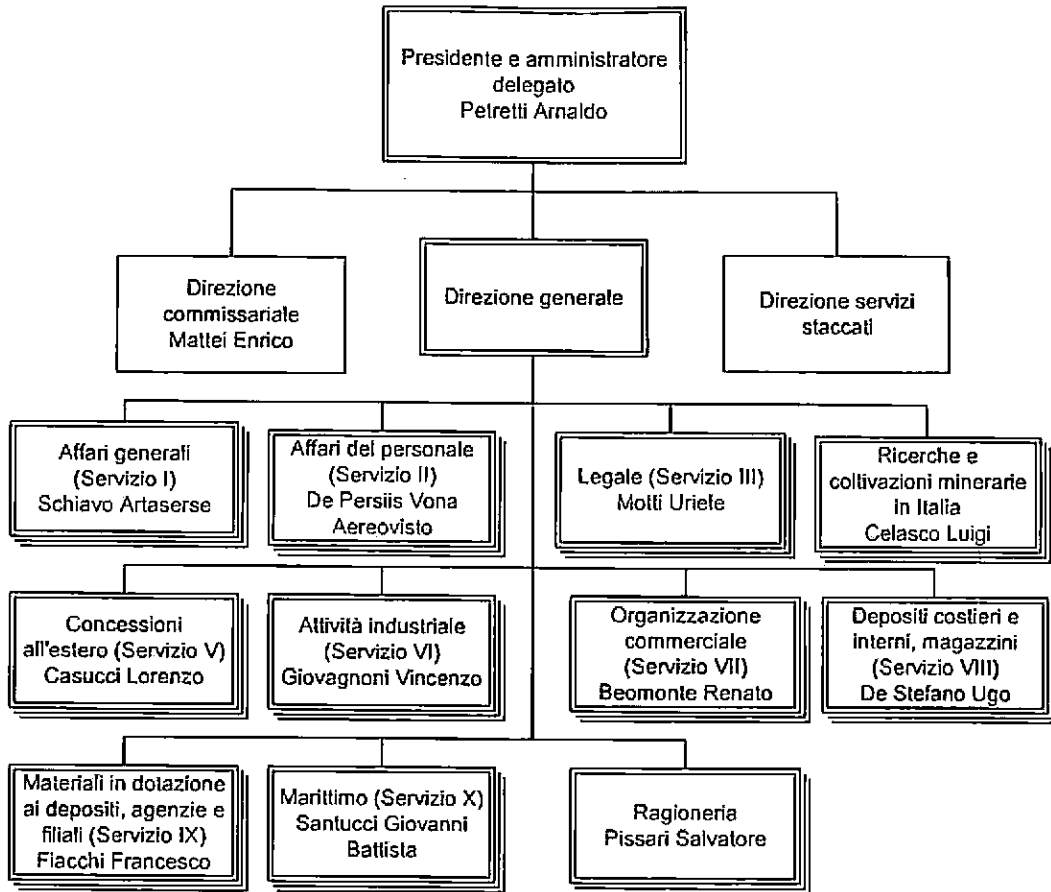 Presidente e amministratore
delegato
Petretti Arnaldo
Direzione
commissariale
Mattei Enrico
Direzione generale
Direzione servizi
staccati
Affari generali
(Servizio I)
Schiavo Artaserse
Affari del personale
(Servizio II)
De Persiis Vona
Aereovisto
Legale (Servizio III)
Motti Uriele
Ricerche e
coltivazioni minerarie
in Italia
Celasco Luigi
Concessioni
all'estero (Servizio V)
Casucci Lorenzo
Attività industriale
(Servizio VI)
Giovagnoni Vincenzo
Organizzazione
commerciale
(Servizio VII)
Beomonte Renato
Depositi costieri e
interni, magazzini
(Servizio VIII)
De Stefano Ugo
Materiali in dotazione
ai depositi, agenzie e
filiali (Servizio IX)
Fiacchi Francesco
Marittimo (Servizio X)
Santucci Giovanni
Battista
Ragioneria
Pissari Salvatore